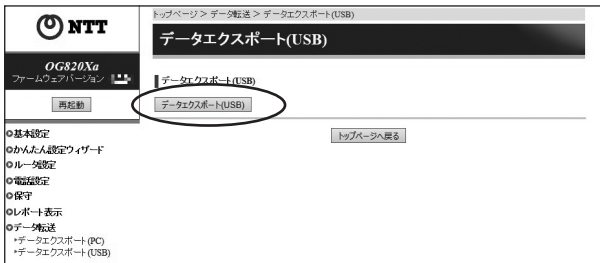 NTT
OG820Xa
ファームウェアバージョン
再起動
基本設定
かんたん設定ウィザード
ルータ設定
電話設定
保守
レポート表示
データ転送
データエクスポート(PC)
データエクスポート(USB)
トップページ > データ転送 > データエクスポート(USB)
データエクスポート(USB)
データエクスポート(USB)
データエクスポート(USB)
トップページへ戻る